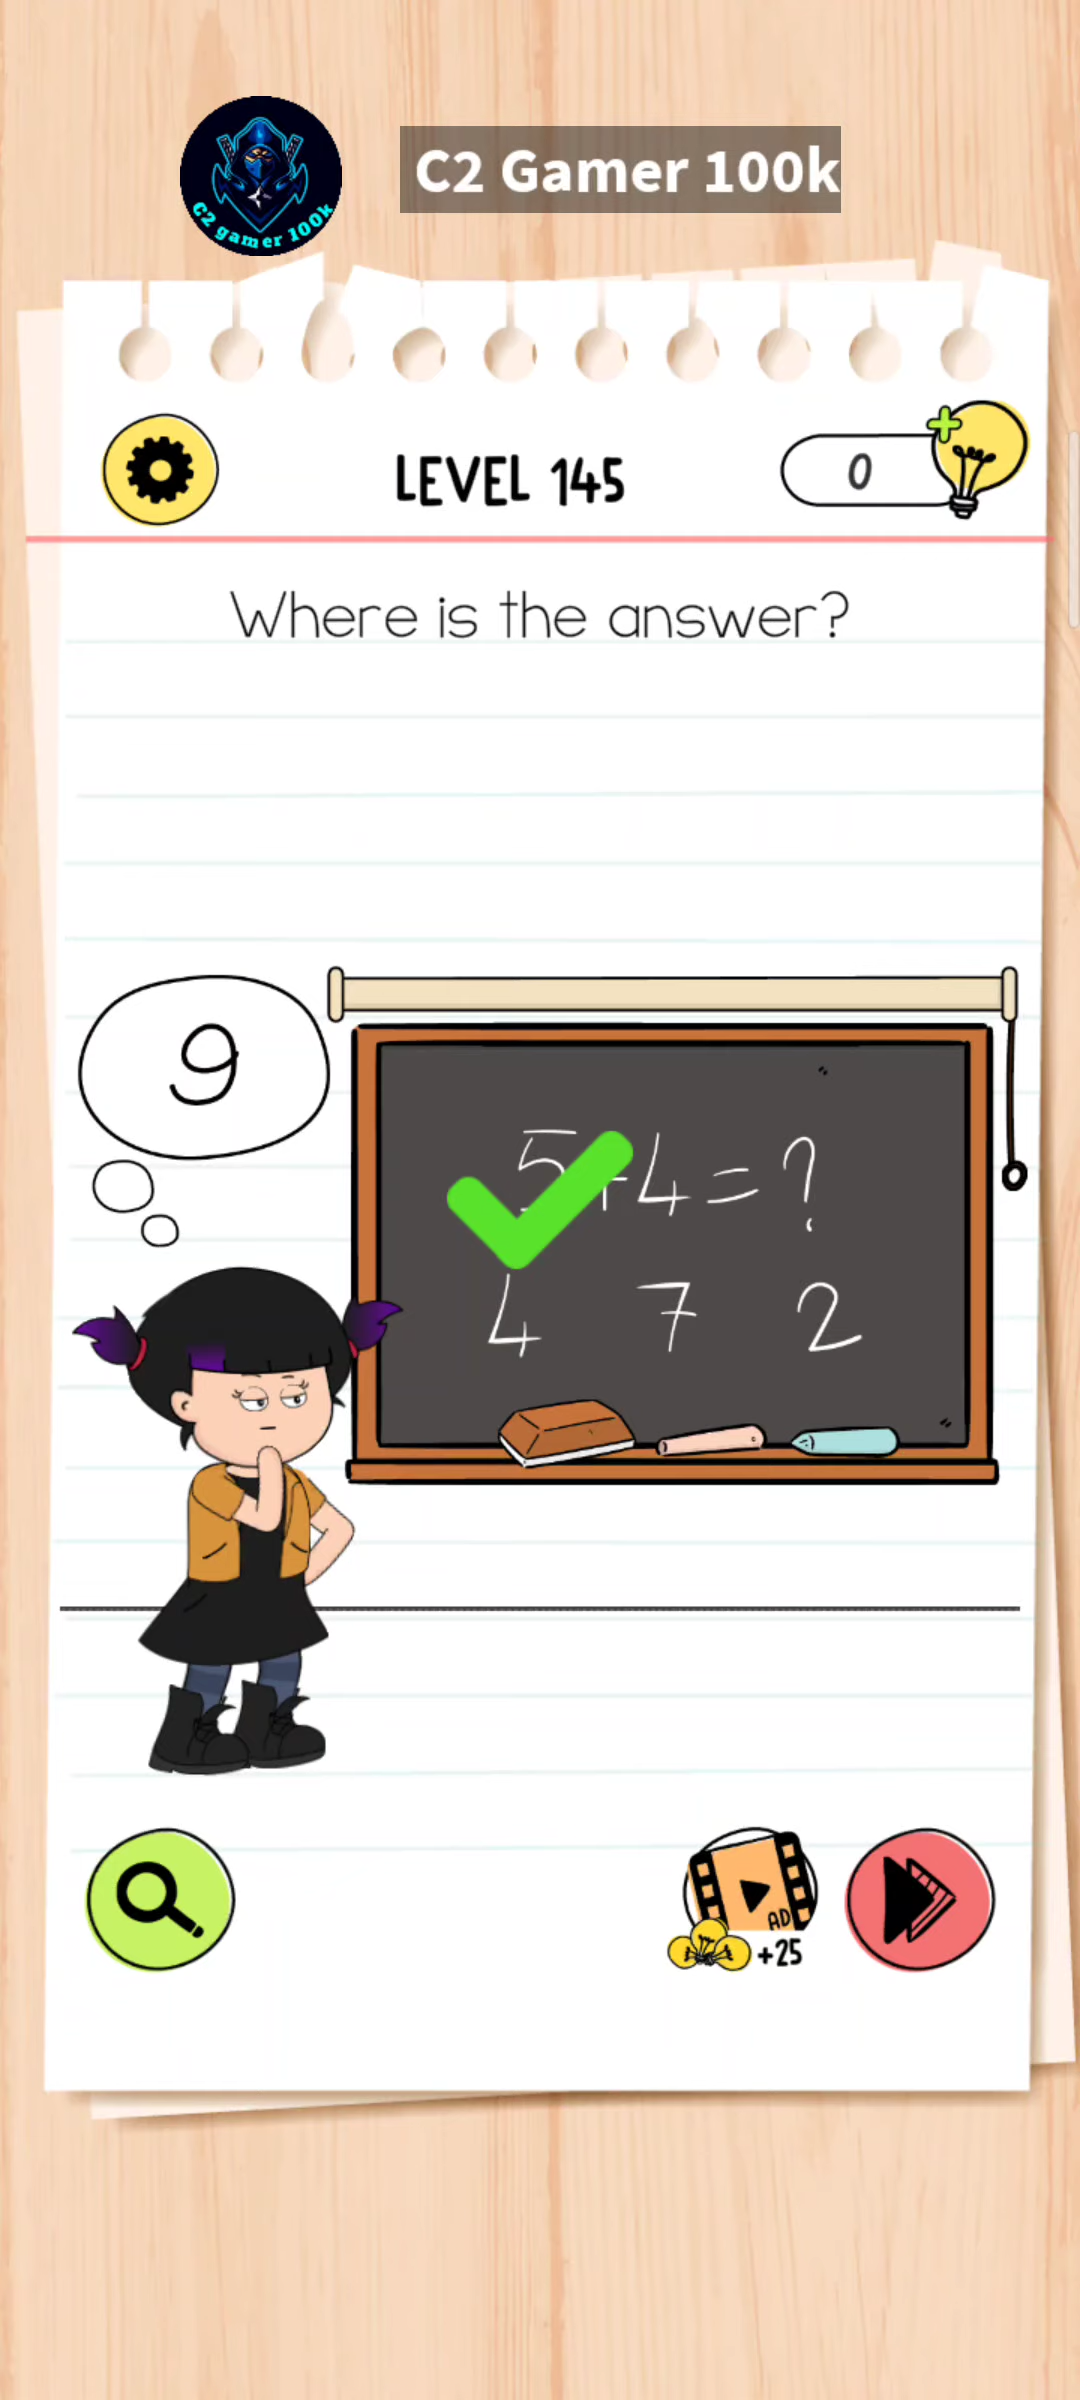 C2 gamer 100k
C2 Gamer 100k
LEVEL 145
0
Where is the answer?
9
5+4=?
4 7 2
AD
+25